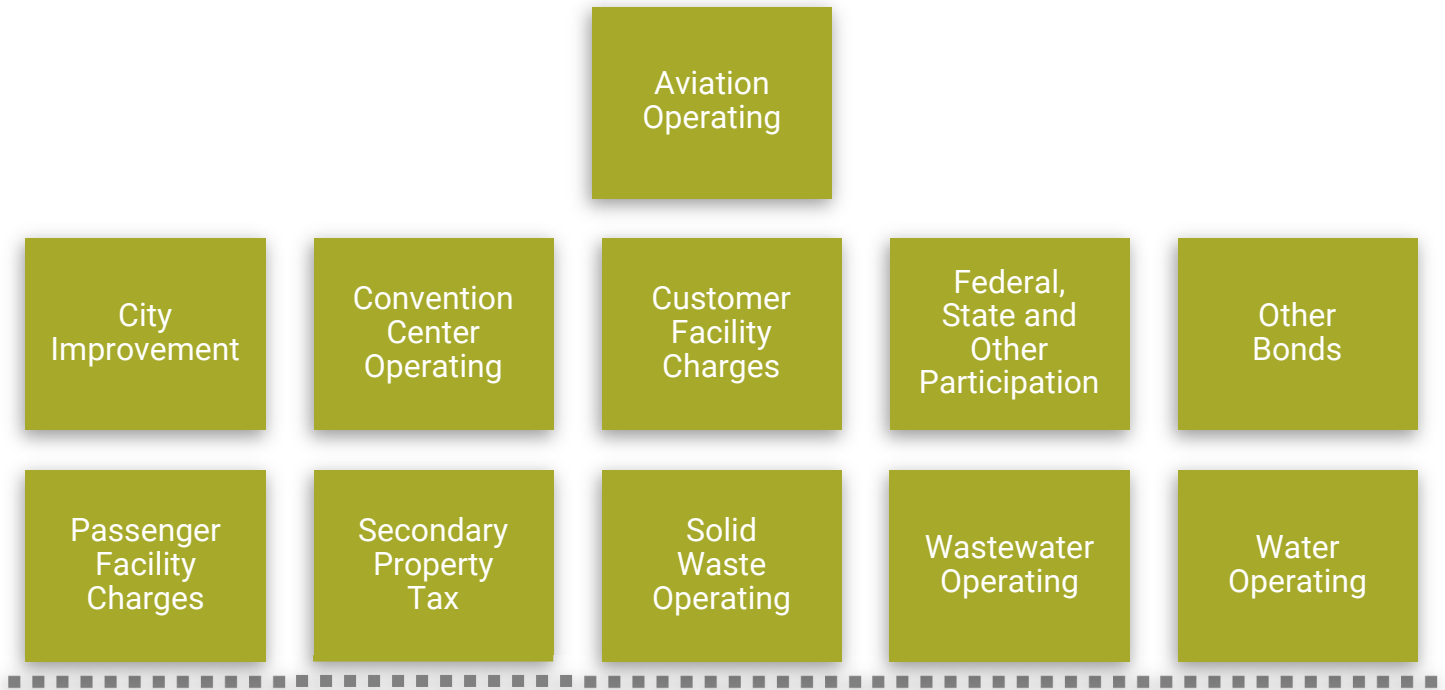 Aviation
Operating
City
Improvement
Convention
Center
Operating
Customer
Facility
Charges
Federal,
State and
Other
Participation
Other
Bonds
Passenger
Facility
Charges
Secondary
Property
Tax
Solid
Waste
Operating
Wastewater
Operating
Water
Operating